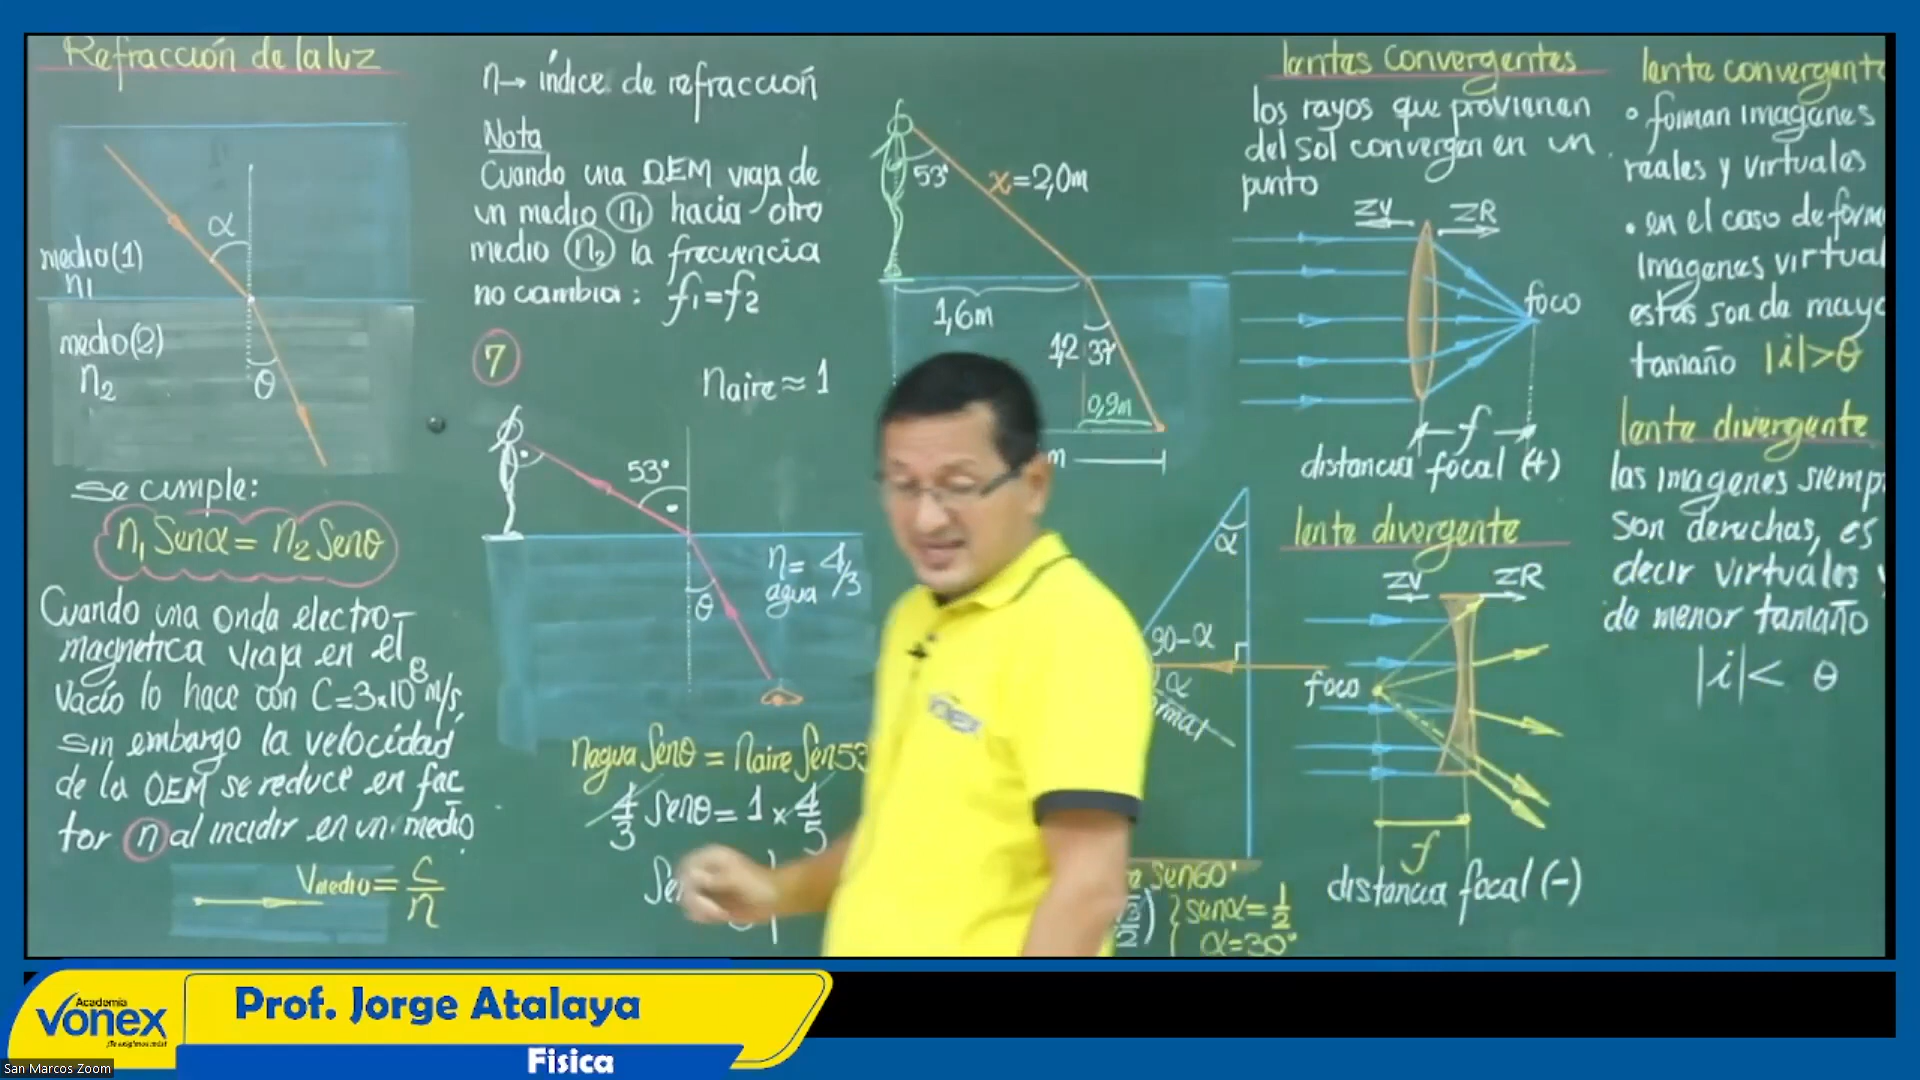 Refracción de la luz
α
medio(1)
n1
medio(2)
n2
θ
se cumple:
n1 Senα = n2 Senθ
Cuando una onda electro-
magnetica viaja en el
vacío lo hace con C=3x10^8 m/s,
sin embargo la velocidad
de la OEM se reduce en fac
tor n al incidir en un medio
Vmedio = C/n
n → índice de refracción
Nota
Cuando una OEM viaja de
un medio n1 hacia otro
medio n2 la frecuencia
no cambia: f1=f2
7
naire ≈ 1
53°
n = 4/3
agua
θ
nagua Senθ = naire Sen53
4/3 Senθ = 1 x 4/5
53°
x=2,0m
1,6m
1,2
37
0,9m
m
α
90-α
α
Sen60°
senα = 1/2
α=30°
lentes convergentes
los rayos que provienen
del sol convergen en un
punto
ZV
ZR
foco
f
distancia focal (+)
lente divergente
ZV
ZR
foco
f
distancia focal (-)
lente convergente
• forman imagenes
reales y virtuales
• en el caso de forma
imagenes virtual
estas son de mayo
tamaño |i|>θ
lente divergente
las imagenes siemp
son derechas, es
decir virtuales y
de menor tamaño
|i|< θ
Academia
Vonex
Prof. Jorge Atalaya
Fisica
San Marcos Zoom